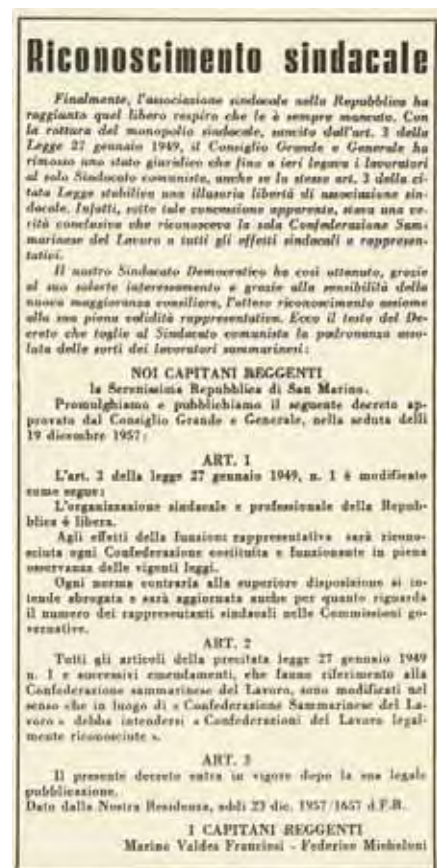 Riconoscimento sindacale
Finalmente, l'associazione sindacale nella Repubblica ha
raggiunto quel libero respiro che le è sempre mancato. Con
la rottura del monopolio sindacale, sancito dall'art. 3 della
Legge 27 gennaio 1949, il Consiglio Grande e Generale ha
rimosso uno stato giuridico che fino a ieri legava i lavoratori
al solo Sindacato comunista, anche se lo stesso art. 3 della ci-
tata Legge stabiliva una illusoria libertà di associazione sin-
dacale. Infatti, sotto tale concessione apparente, stava una ve-
rità conclusiva che riconosceva la sola Confederazione Sam-
marinese del Lavoro a tutti gli effetti sindacali e rappresen-
tativi.
Il nostro Sindacato Democratico ha così ottenuto, grazie
al suo solerte interessamento e grazie alla sensibilità della
nuova maggioranza consiliare, l'atteso riconoscimento assieme
alla sua piena validità rappresentativa. Ecco il testo del De-
creto che toglie al Sindacato comunista la padronanza asso-
luta delle sorti dei lavoratori sammarinesi:
NOI CAPITANI REGGENTI
la Serenissima Repubblica di San Marino.
Promulghiamo e pubblichiamo il seguente decreto ap-
provato dal Consiglio Grande e Generale, nella seduta delli
19 dicembre 1957:
ART. 1
L'art. 3 della legge 27 gennaio 1949, n. 1 è modificato
come segue:
L'organizzazione sindacale e professionale della Repub-
blica è libera.
Agli effetti della funzioni rappresentativa sarà ricono-
sciuta ogni Confederazione costituita e funzionante in piena
osservanza delle vigenti leggi.
Ogni norma contraria alla superiore disposizione si in-
tende abrogata e sarà aggiornata anche per quanto riguarda
il numero dei rappresentanti sindacali nelle Commissioni go-
vernative.
ART. 2
Tutti gli articoli della precitata legge 27 gennaio 1949
n. 1 e successivi emendamenti, che fanno riferimento alla
Confederazione sammarinese del Lavoro, sono modificati nel
senso che in luogo di « Confederazione Sammarinese del La-
voro » debba intendersi « Confederazioni del Lavoro legal-
mente riconosciute ».
ART. 3
Il presente decreto entra in vigore dopo la sua legale
pubblicazione.
Dato dalla Nostra Residenza, addì 23 dic. 1957/1657 d.F.R.
I CAPITANI REGGENTI
Marino Valdes Franciosi - Federico Micheloni